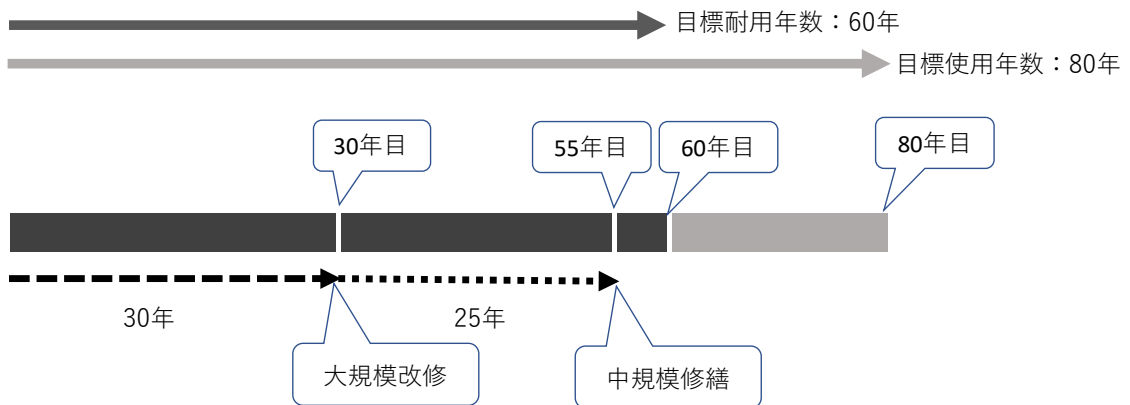 目標耐用年数：60年
目標使用年数：80年
30年目
55年目
60年目
80年目
30年
25年
大規模改修
中規模修繕